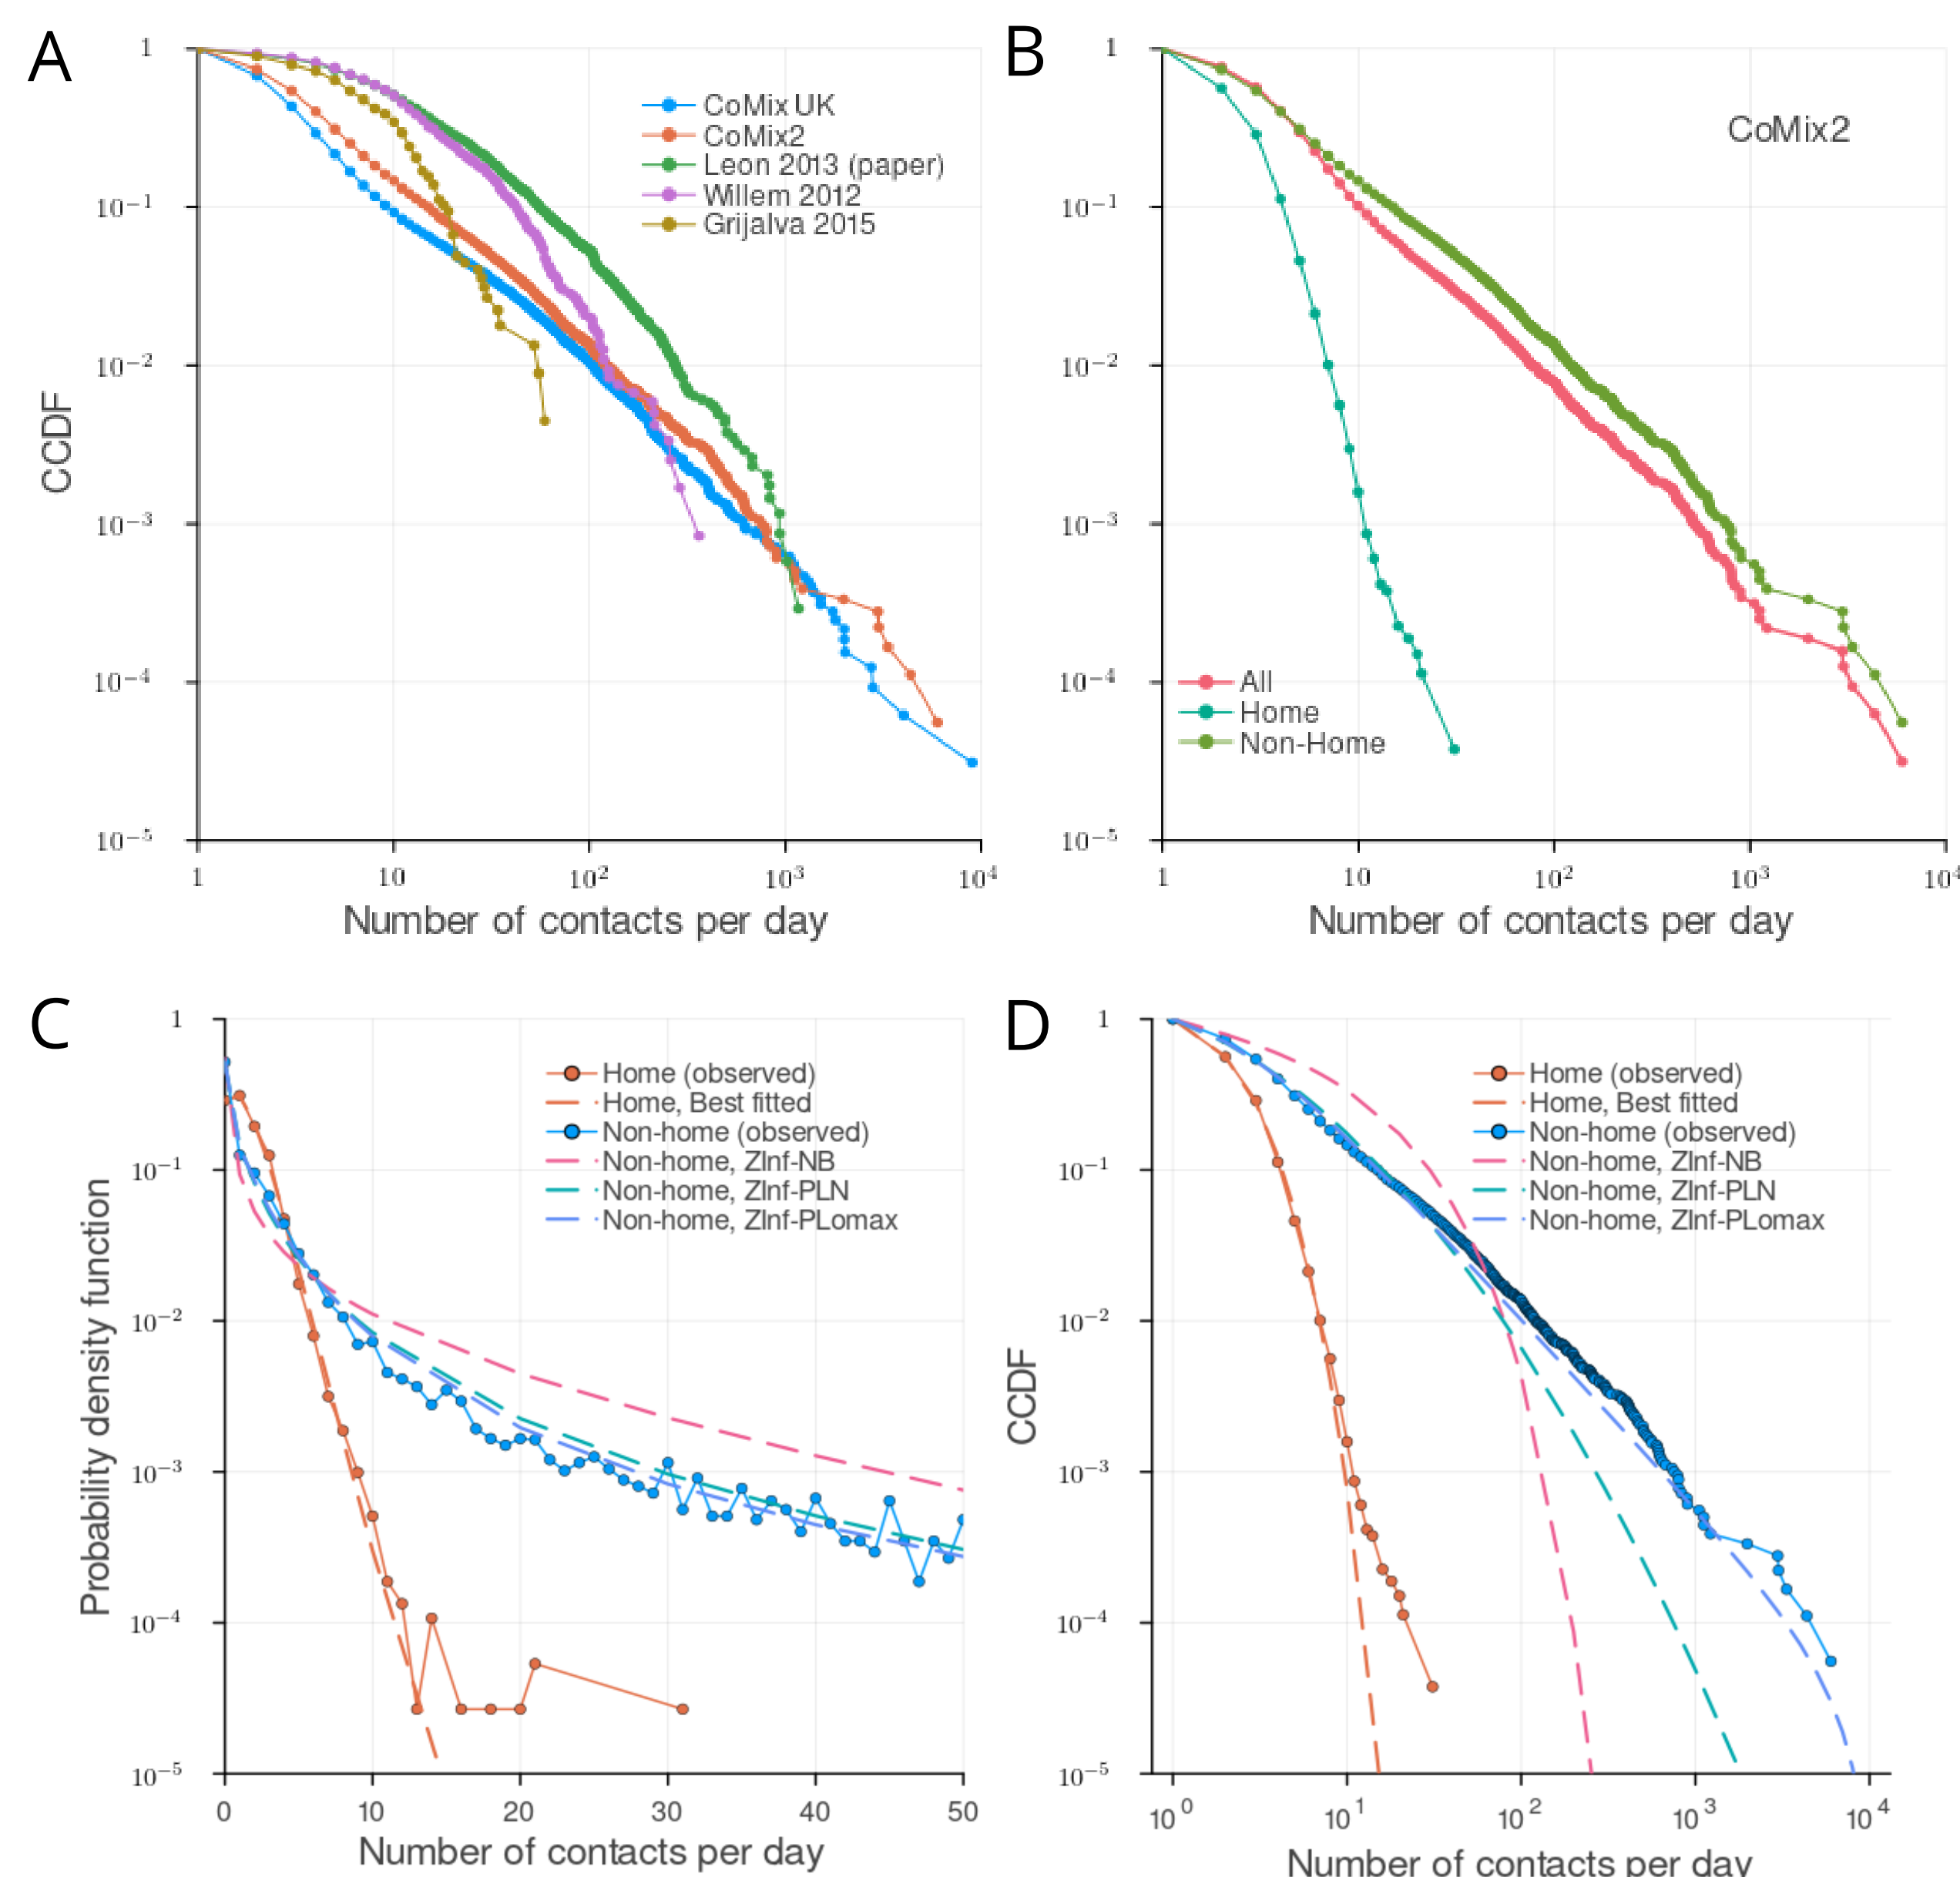 A
1
10⁻¹
10⁻²
10⁻³
10⁻⁴
10⁻⁵
CCDF
CoMix UK
CoMix2
Leon 2013 (paper)
Willem 2012
Grijalva 2015
1 10 10² 10³ 10⁴
Number of contacts per day
B
1
10⁻¹
10⁻²
10⁻³
10⁻⁴
10⁻⁵
CoMix2
All
Home
Non-Home
1 10 10² 10³ 10⁴
Number of contacts per day
C
1
10⁻¹
10⁻²
10⁻³
10⁻⁴
10⁻⁵
Probability density function
Home (observed)
Home, Best fitted
Non-home (observed)
Non-home, ZInf-NB
Non-home, ZInf-PLN
Non-home, ZInf-PLomax
0 10 20 30 40 50
Number of contacts per day
D
1
10⁻¹
10⁻²
10⁻³
10⁻⁴
10⁻⁵
CCDF
Home (observed)
Home, Best fitted
Non-home (observed)
Non-home, ZInf-NB
Non-home, ZInf-PLN
Non-home, ZInf-PLomax
10⁰ 10¹ 10² 10³ 10⁴
Number of contacts per day